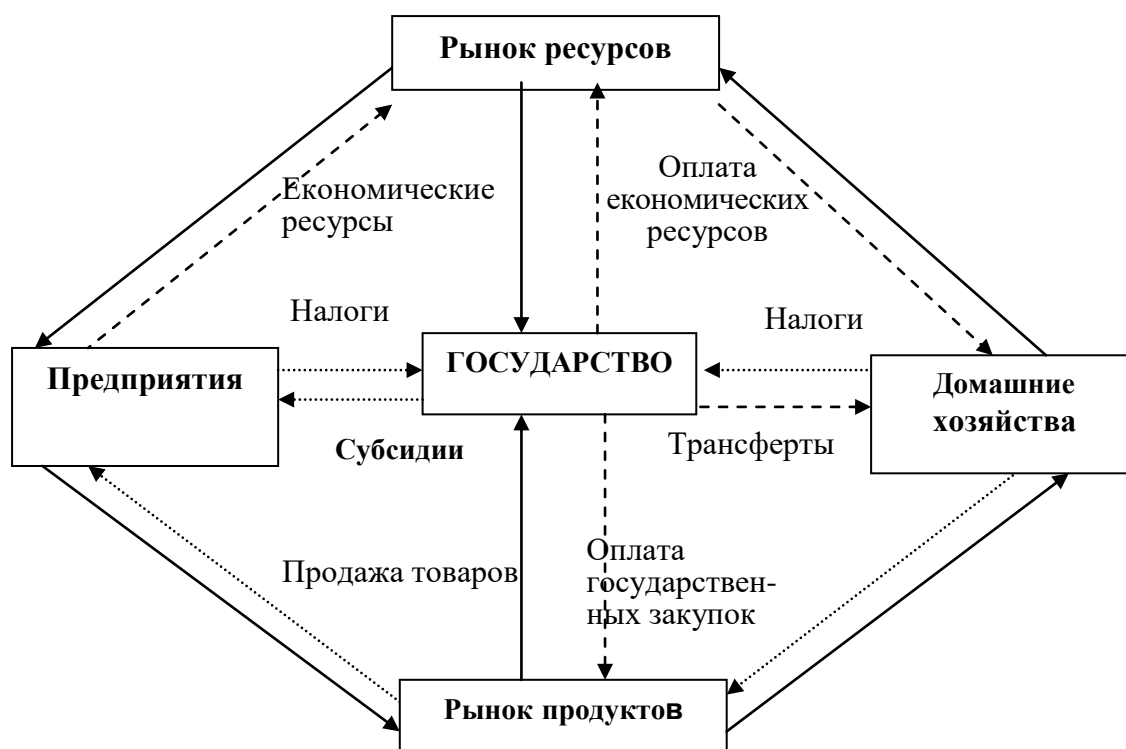 Рынок ресурсов
Економические
ресурсы
Оплата
економических
ресурсов
Налоги
Налоги
Предприятия
ГОСУДАРСТВО
Домашние
хозяйства
Субсидии
Трансферты
Продажа товаров
Оплата
государствен-
ных закупок
Рынок продуктов